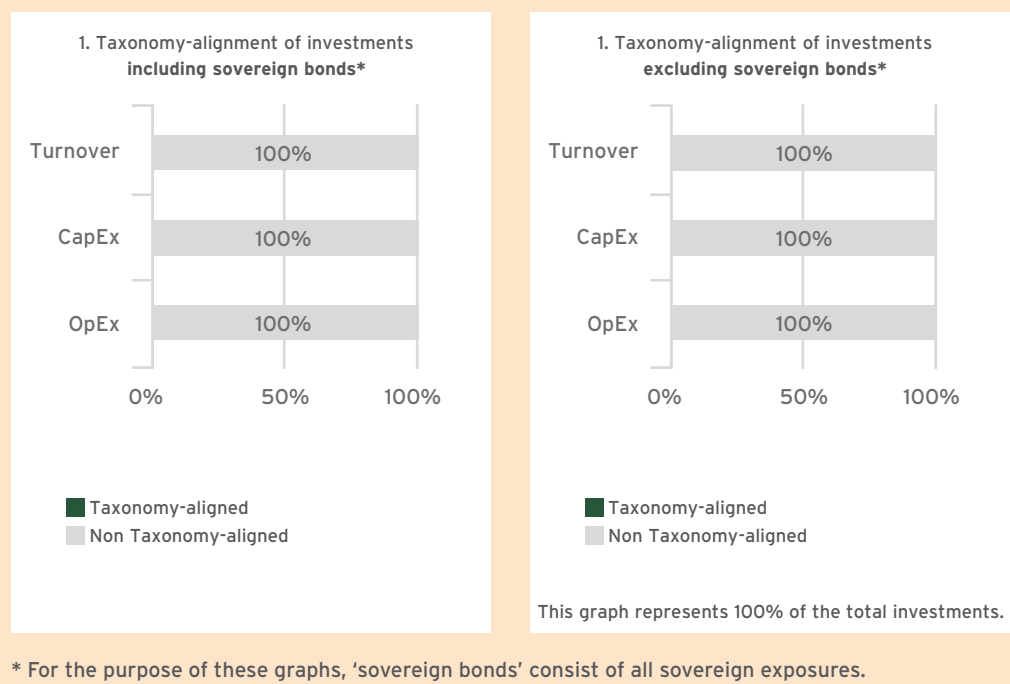 1. Taxonomy-alignment of investments
including sovereign bonds*
Turnover
100%
CapEx
100%
OpEx
100%
0%
50%
100%
Taxonomy-aligned
Non Taxonomy-aligned
1. Taxonomy-alignment of investments
excluding sovereign bonds*
Turnover
100%
CapEx
100%
OpEx
100%
0%
50%
100%
Taxonomy-aligned
Non Taxonomy-aligned
This graph represents 100% of the total investments.
* For the purpose of these graphs, ‘sovereign bonds’ consist of all sovereign exposures.